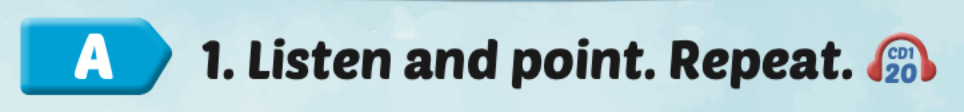 A 1. Listen and point. Repeat. CD1
20